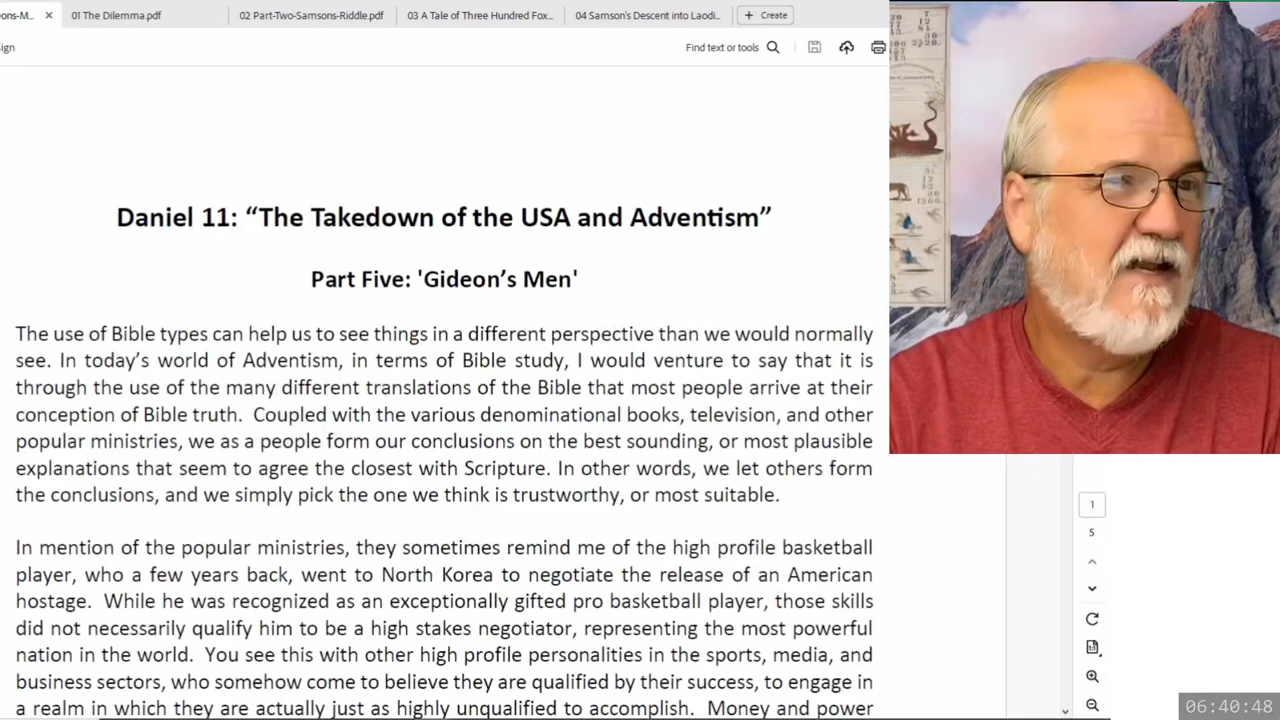 ons-M...
01 The Dilemma.pdf
02 Part-Two-Samsons-Riddle.pdf
03 A Tale of Three Hundred Fox...
04 Samson's Descent into Laodi...
Create
ign
Find text or tools
Daniel 11: “The Takedown of the USA and Adventism”
Part Five: 'Gideon’s Men'
The use of Bible types can help us to see things in a different perspective than we would normally
see. In today’s world of Adventism, in terms of Bible study, I would venture to say that it is
through the use of the many different translations of the Bible that most people arrive at their
conception of Bible truth.  Coupled with the various denominational books, television, and other
popular ministries, we as a people form our conclusions on the best sounding, or most plausible
explanations that seem to agree the closest with Scripture. In other words, we let others form
the conclusions, and we simply pick the one we think is trustworthy, or most suitable.
In mention of the popular ministries, they sometimes remind me of the high profile basketball
player, who a few years back, went to North Korea to negotiate the release of an American
hostage.  While he was recognized as an exceptionally gifted pro basketball player, those skills
did not necessarily qualify him to be a high stakes negotiator, representing the most powerful
nation in the world.  You see this with other high profile personalities in the sports, media, and
business sectors, who somehow come to believe they are qualified by their success, to engage in
a realm in which they are actually just as highly unqualified to accomplish.  Money and power
1
5
06:40:48